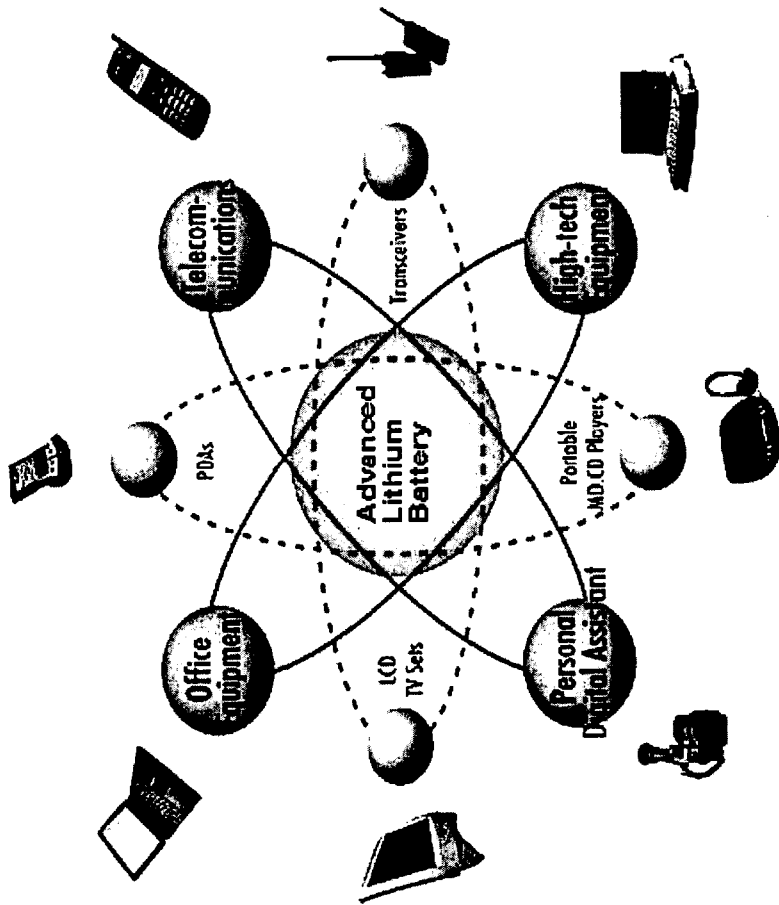 LCD
TV Sets
Personal
Digital Assistant
Office
Equipment
Portable
MD.CD Players
Advanced
Lithium
Battery
PDAs
High-tech
Equipment
Transceivers
Telecom-
munications